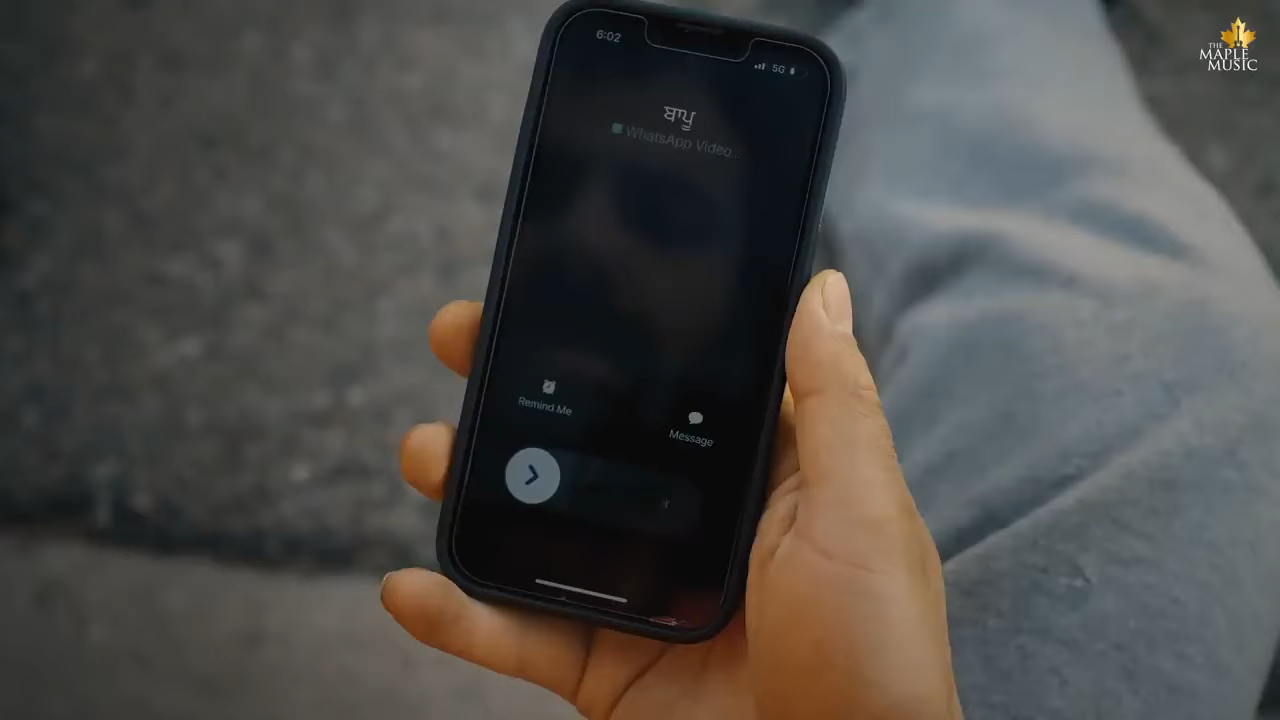 6:02
5G
ਬਾਪੂ
WhatsApp Video...
Remind Me
Message
THE
MAPLE
MUSIC